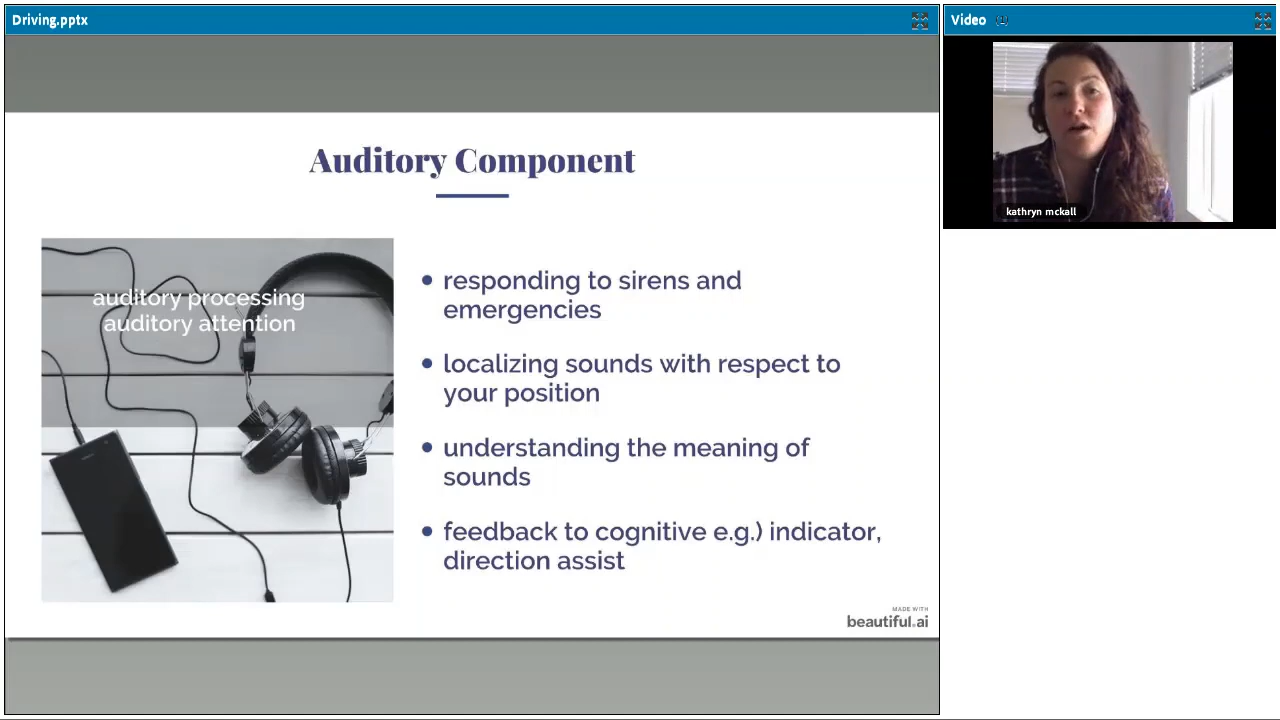 Driving.pptx
Video (1)
kathryn mckall
Auditory Component
auditory processing
auditory attention
responding to sirens and
emergencies
localizing sounds with respect to
your position
understanding the meaning of
sounds
feedback to cognitive e.g.) indicator,
direction assist
MADE WITH
beautiful.ai